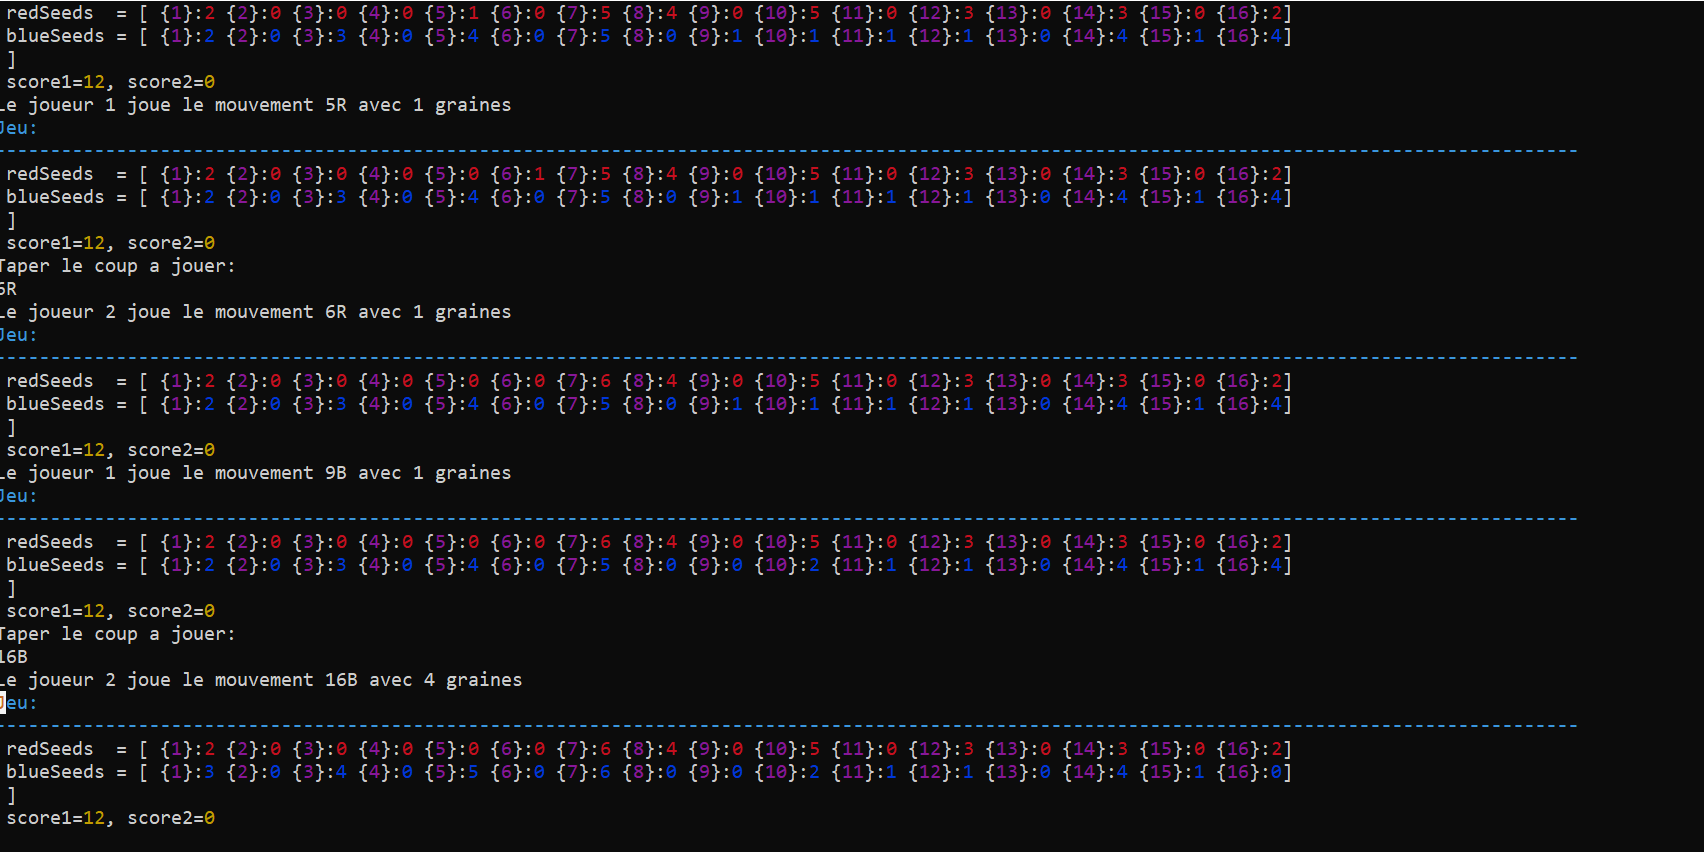 redSeeds  = [ {1}:2 {2}:0 {3}:0 {4}:0 {5}:1 {6}:0 {7}:5 {8}:4 {9}:0 {10}:5 {11}:0 {12}:3 {13}:0 {14}:3 {15}:0 {16}:2]
blueSeeds = [ {1}:2 {2}:0 {3}:3 {4}:0 {5}:4 {6}:0 {7}:5 {8}:0 {9}:1 {10}:1 {11}:1 {12}:1 {13}:0 {14}:4 {15}:1 {16}:4]
]
score1=12, score2=0
Le joueur 1 joue le mouvement 5R avec 1 graines
Jeu:
-----------------------------------------------------------------------------------------------------------------------------------------------
redSeeds  = [ {1}:2 {2}:0 {3}:0 {4}:0 {5}:0 {6}:1 {7}:5 {8}:4 {9}:0 {10}:5 {11}:0 {12}:3 {13}:0 {14}:3 {15}:0 {16}:2]
blueSeeds = [ {1}:2 {2}:0 {3}:3 {4}:0 {5}:4 {6}:0 {7}:5 {8}:0 {9}:1 {10}:1 {11}:1 {12}:1 {13}:0 {14}:4 {15}:1 {16}:4]
]
score1=12, score2=0
Taper le coup a jouer:
6R
Le joueur 2 joue le mouvement 6R avec 1 graines
Jeu:
-----------------------------------------------------------------------------------------------------------------------------------------------
redSeeds  = [ {1}:2 {2}:0 {3}:0 {4}:0 {5}:0 {6}:0 {7}:6 {8}:4 {9}:0 {10}:5 {11}:0 {12}:3 {13}:0 {14}:3 {15}:0 {16}:2]
blueSeeds = [ {1}:2 {2}:0 {3}:3 {4}:0 {5}:4 {6}:0 {7}:5 {8}:0 {9}:1 {10}:1 {11}:1 {12}:1 {13}:0 {14}:4 {15}:1 {16}:4]
]
score1=12, score2=0
Le joueur 1 joue le mouvement 9B avec 1 graines
Jeu:
-----------------------------------------------------------------------------------------------------------------------------------------------
redSeeds  = [ {1}:2 {2}:0 {3}:0 {4}:0 {5}:0 {6}:0 {7}:6 {8}:4 {9}:0 {10}:5 {11}:0 {12}:3 {13}:0 {14}:3 {15}:0 {16}:2]
blueSeeds = [ {1}:2 {2}:0 {3}:3 {4}:0 {5}:4 {6}:0 {7}:5 {8}:0 {9}:0 {10}:2 {11}:1 {12}:1 {13}:0 {14}:4 {15}:1 {16}:4]
]
score1=12, score2=0
Taper le coup a jouer:
16B
Le joueur 2 joue le mouvement 16B avec 4 graines
Jeu:
-----------------------------------------------------------------------------------------------------------------------------------------------
redSeeds  = [ {1}:2 {2}:0 {3}:0 {4}:0 {5}:0 {6}:0 {7}:6 {8}:4 {9}:0 {10}:5 {11}:0 {12}:3 {13}:0 {14}:3 {15}:0 {16}:2]
blueSeeds = [ {1}:3 {2}:0 {3}:4 {4}:0 {5}:5 {6}:0 {7}:6 {8}:0 {9}:0 {10}:2 {11}:1 {12}:1 {13}:0 {14}:4 {15}:1 {16}:0]
]
score1=12, score2=0